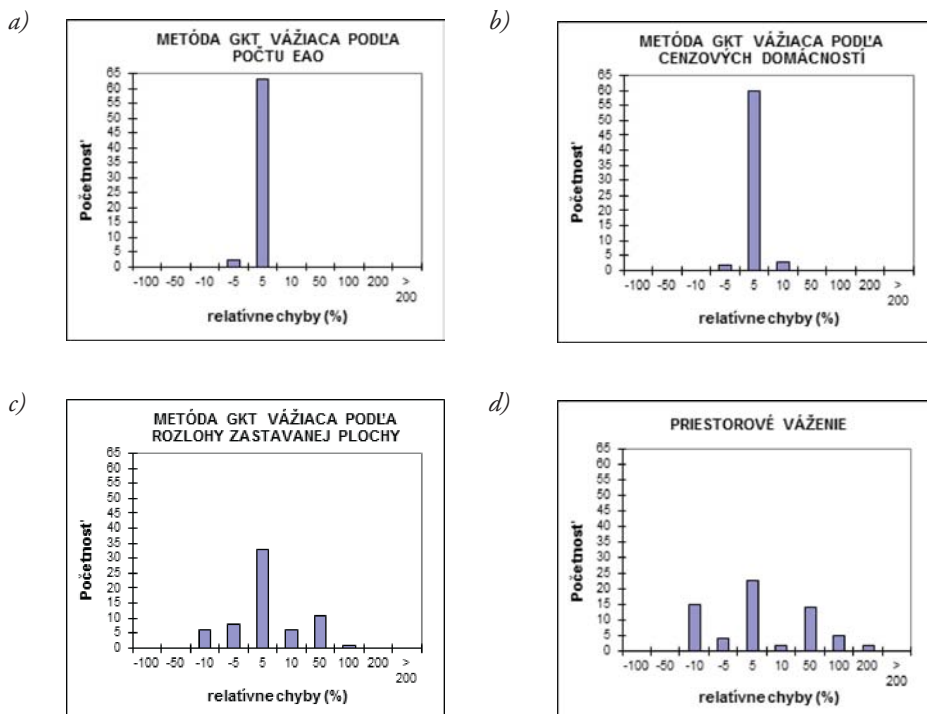 a)
METÓDA GKT VÁŽIACA PODĽA
POČTU EAO
65
60
55
50
45
40
35
30
25
20
15
10
5
0
Početnosť
-100 -50 -10 -5 5 10 50 100 200 >
200
relatívne chyby (%)
b)
METÓDA GKT VÁŽIACA PODĽA
CENZOVÝCH DOMÁCNOSTÍ
65
60
55
50
45
40
35
30
25
20
15
10
5
0
Početnosť
-100 -50 -10 -5 5 10 50 100 200 >
200
relatívne chyby (%)
c)
METÓDA GKT VÁŽIACA PODĽA
ROZLOHY ZASTAVANEJ PLOCHY
65
60
55
50
45
40
35
30
25
20
15
10
5
0
Početnosť
-100 -50 -10 -5 5 10 50 100 200 >
200
relatívne chyby (%)
d)
PRIESTOROVÉ VÁŽENIE
65
60
55
50
45
40
35
30
25
20
15
10
5
0
Početnosť
-100 -50 -10 -5 5 10 50 100 200 >
200
relatívne chyby (%)